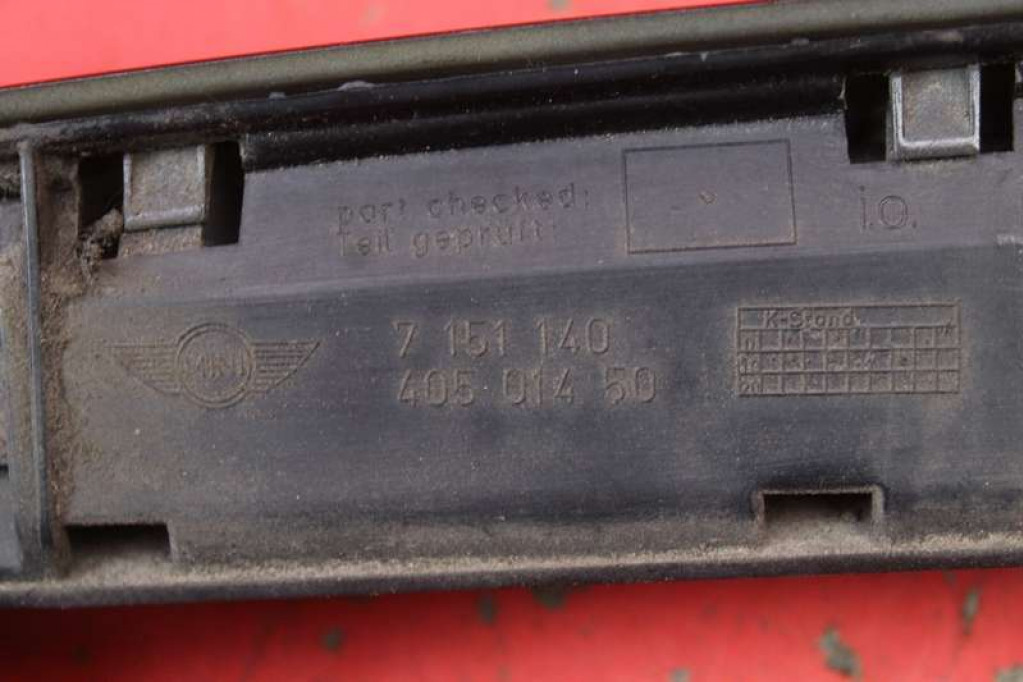 part checked:
Teil geprüft:
i.o.
MINI
7 151 140
405 014 50
K-Stand